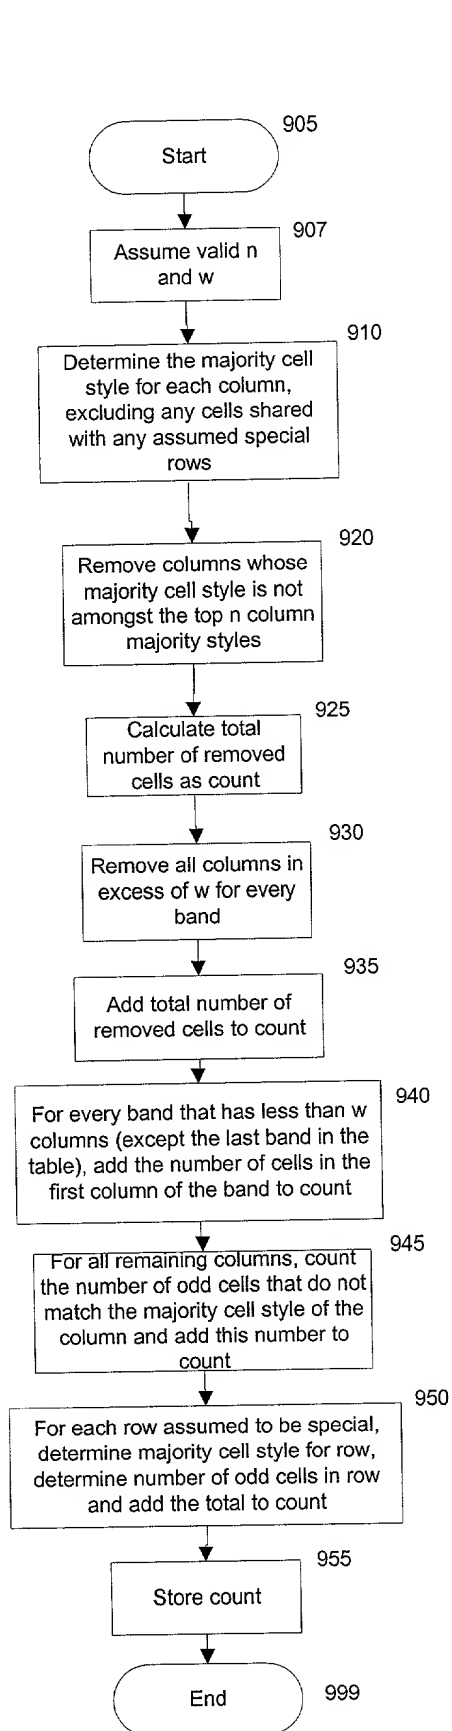 905
Start
907
Assume valid n
and w
910
Determine the majority cell
style for each column,
excluding any cells shared
with any assumed special
rows
920
Remove columns whose
majority cell style is not
amongst the top n column
majority styles
925
Calculate total
number of removed
cells as count
930
Remove all columns in
excess of w for every
band
935
Add total number of
removed cells to count
940
For every band that has less than w
columns (except the last band in the
table), add the number of cells in the
first column of the band to count
945
For all remaining columns, count
the number of odd cells that do not
match the majority cell style of the
column and add this number to
count
950
For each row assumed to be special,
determine majority cell style for row,
determine number of odd cells in row
and add the total to count
955
Store count
End
999